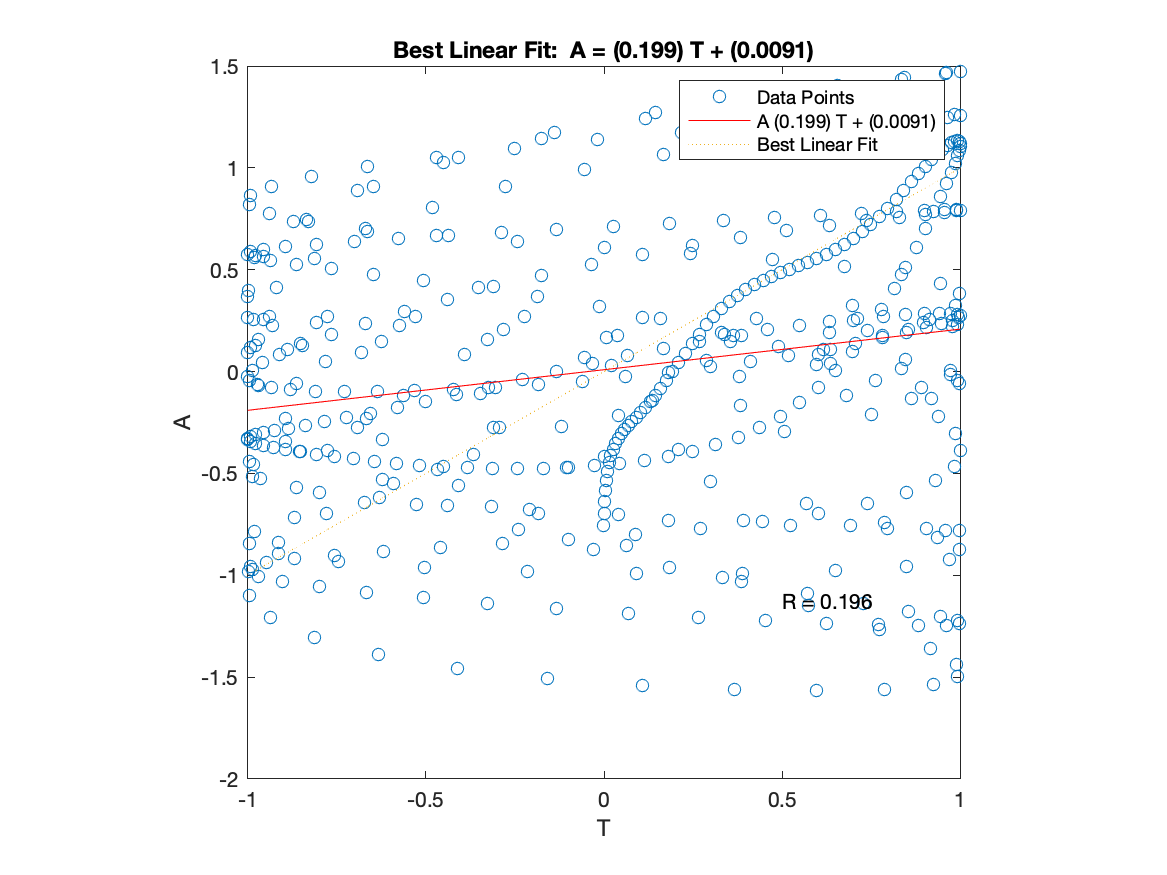 Best Linear Fit:  A = (0.199) T + (0.0091)
1.5
Data Points
A (0.199) T + (0.0091)
Best Linear Fit
1
0.5
0
A
-0.5
-1
R = 0.196
-1.5
-2
-1
-0.5
0
0.5
1
T